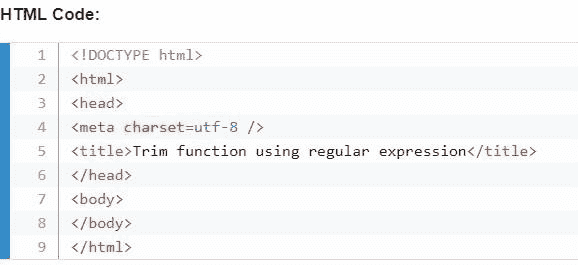 HTML Code:
1 <!DOCTYPE html>
2 <html>
3 <head>
4 <meta charset=utf-8 />
5 <title>Trim function using regular expression</title>
6 </head>
7 <body>
8 </body>
9 </html>